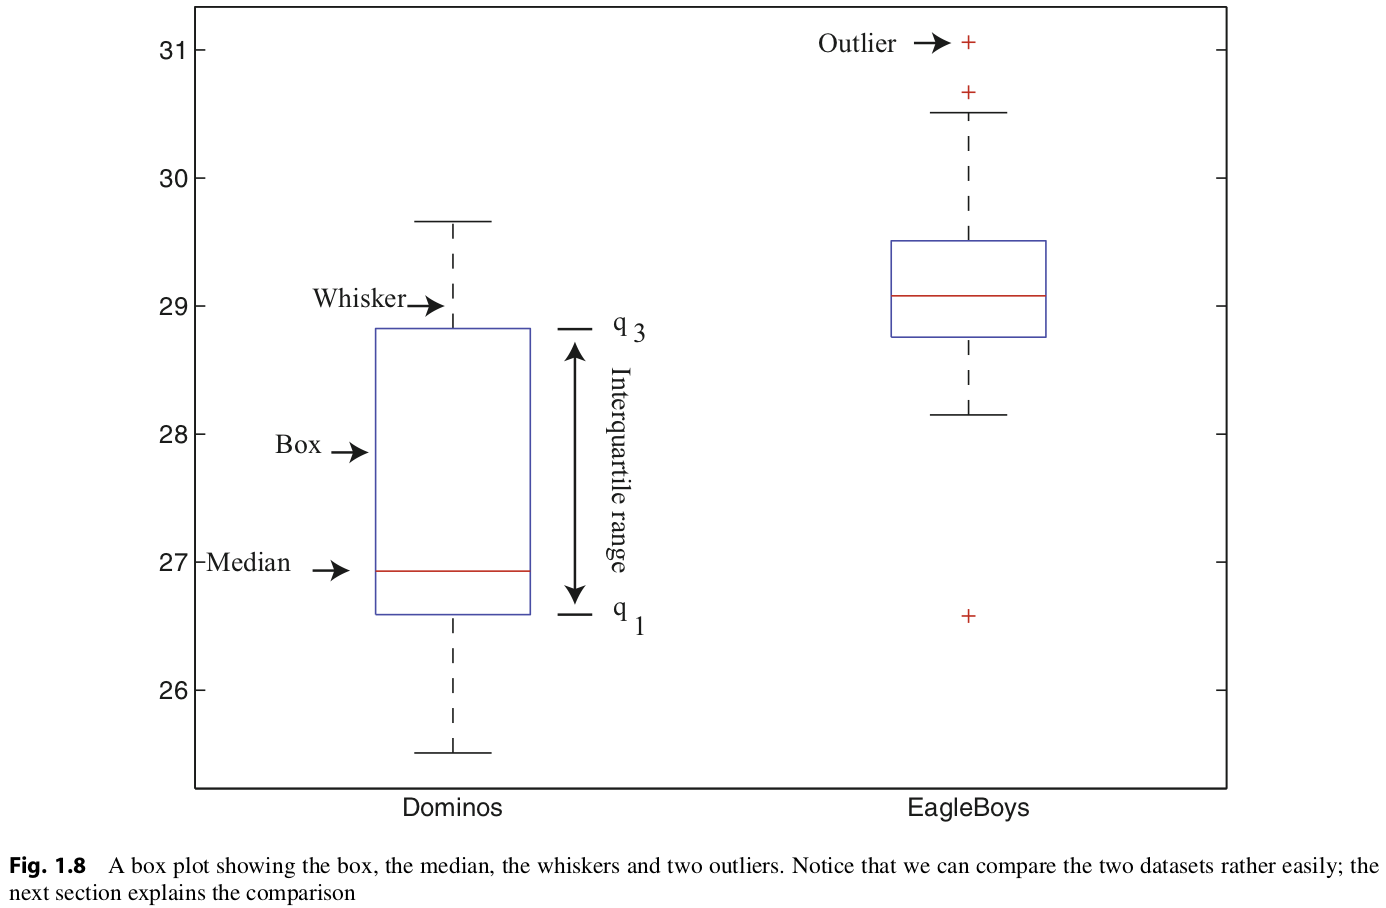 31
30
29
28
27
26
Outlier
Whisker
q3
Interquartile range
Box
Median
q1
Dominos
EagleBoys
Fig. 1.8 A box plot showing the box, the median, the whiskers and two outliers. Notice that we can compare the two datasets rather easily; the
next section explains the comparison